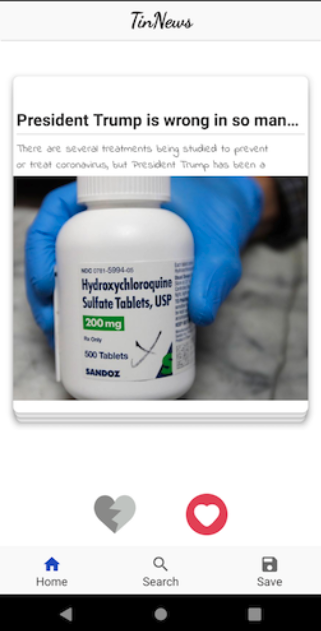 TinNews
President Trump is wrong in so man...
There are several treatments being studied to prevent
or treat coronavirus, but President Trump has been a
NDC 0781-5994-05
Hydroxychloroquine
Sulfate Tablets, USP
200 mg
Rx Only
500 Tablets
SANDOZ
Home
Search
Save